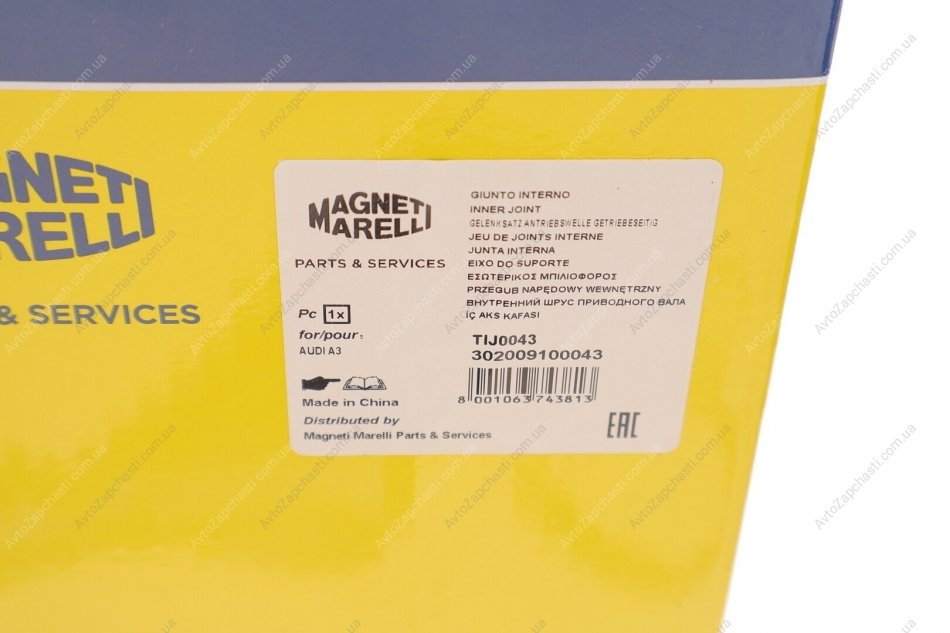 GNETI
RELLI
& SERVICES
MAGNETI
MARELLI
PARTS & SERVICES
Pc 1x
for/pour:
AUDI A3
Made in China
Distributed by
Magneti Marelli Parts & Services
GIUNTO INTERNO
INNER JOINT
GELENKSATZ ANTRIEBSWELLE GETRIEBESEITIG
JEU DE JOINTS INTERNE
JUNTA INTERNA
EIXO DO SUPORTE
ΕΣΩΤΕΡΙΚΟΣ ΜΠΙΛΙΟΦΟΡΟΣ
PRZEGUB NAPĘDOWY WEWNĘTRZNY
ВНУТРЕННИЙ ШРУС ПРИВОДНОГО ВАЛА
İÇ AKS KAFASI
TIJ0043
302009100043
8 001063 743813
EAC
AvtoZapchasti.com.ua